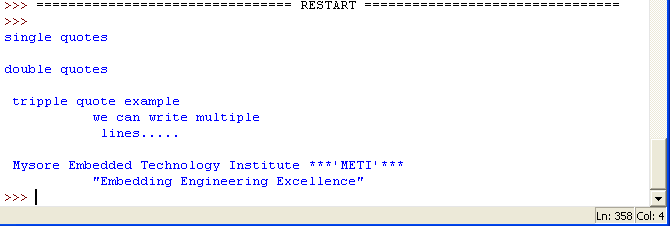 >>> ================================ RESTART ================================
>>>
single quotes
double quotes
tripple quote example
we can write multiple
lines.....
Mysore Embedded Technology Institute ***'METI'***
"Embedding Engineering Excellence"
>>>
Ln: 358 Col: 4